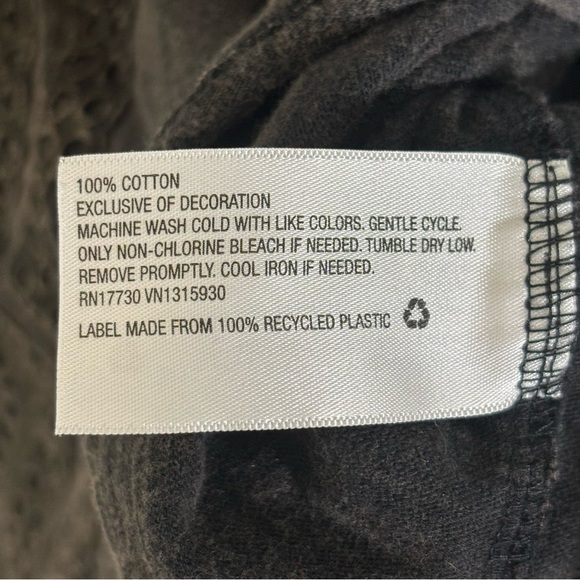 100% COTTON
EXCLUSIVE OF DECORATION
MACHINE WASH COLD WITH LIKE COLORS. GENTLE CYCLE.
ONLY NON-CHLORINE BLEACH IF NEEDED. TUMBLE DRY LOW.
REMOVE PROMPTLY. COOL IRON IF NEEDED.
RN17730 VN1315930
LABEL MADE FROM 100% RECYCLED PLASTIC